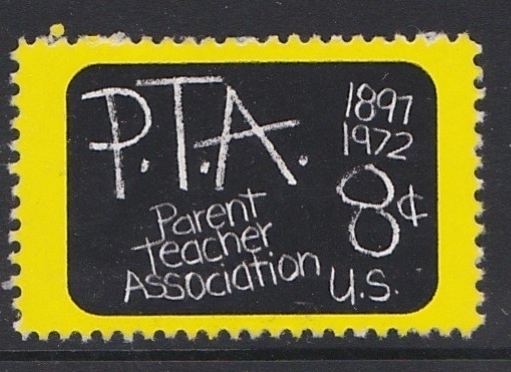 P.T.A.
Parent
teacher
Association
1897
1972
8¢
U.S.